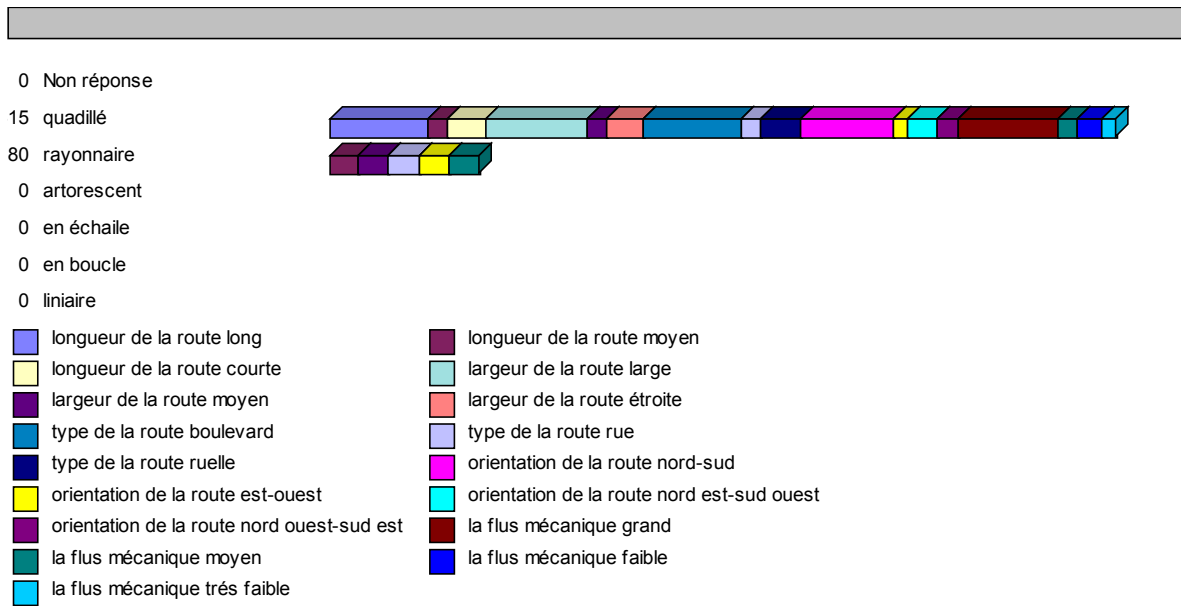 0 Non réponse
15 quadillé
80 rayonnaire
0 artorescent
0 en échaile
0 en boucle
0 liniaire
longueur de la route long
longueur de la route moyen
longueur de la route courte
largeur de la route large
largeur de la route moyen
largeur de la route étroite
type de la route boulevard
type de la route rue
type de la route ruelle
orientation de la route nord-sud
orientation de la route est-ouest
orientation de la route nord est-sud ouest
orientation de la route nord ouest-sud est
la flus mécanique grand
la flus mécanique moyen
la flus mécanique faible
la flus mécanique trés faible